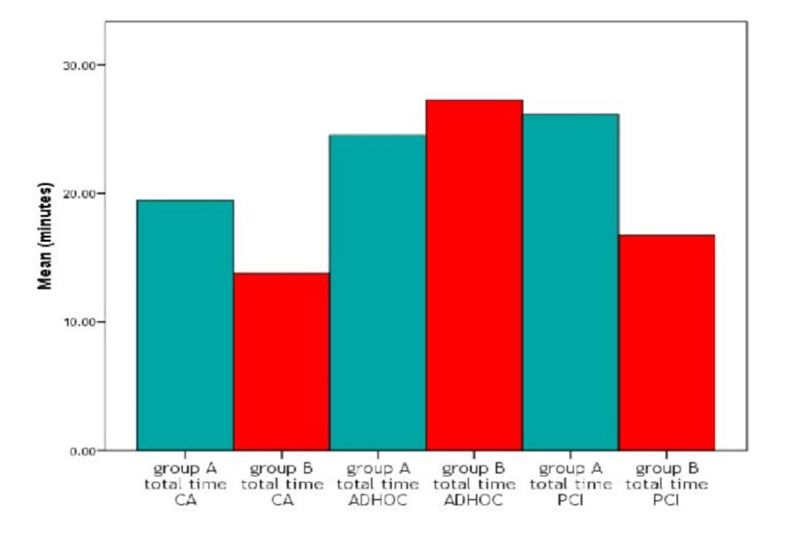 30.00
20.00
10.00
0.00
Mean (minutes)
group A
total time
CA
group B
total time
CA
group A
total time
ADHOC
group B
total time
ADHOC
group A
total time
PCI
group B
total time
PCI